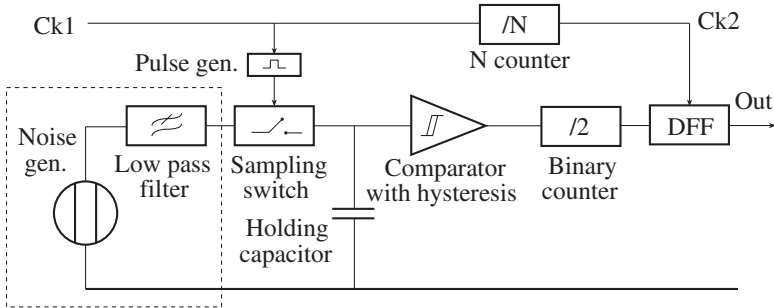 Ck1
/N
Ck2
N counter
Pulse gen.
Noise
gen.
Low pass
filter
Sampling
switch
Holding
capacitor
Comparator
with hysteresis
/2
Binary
counter
DFF
Out